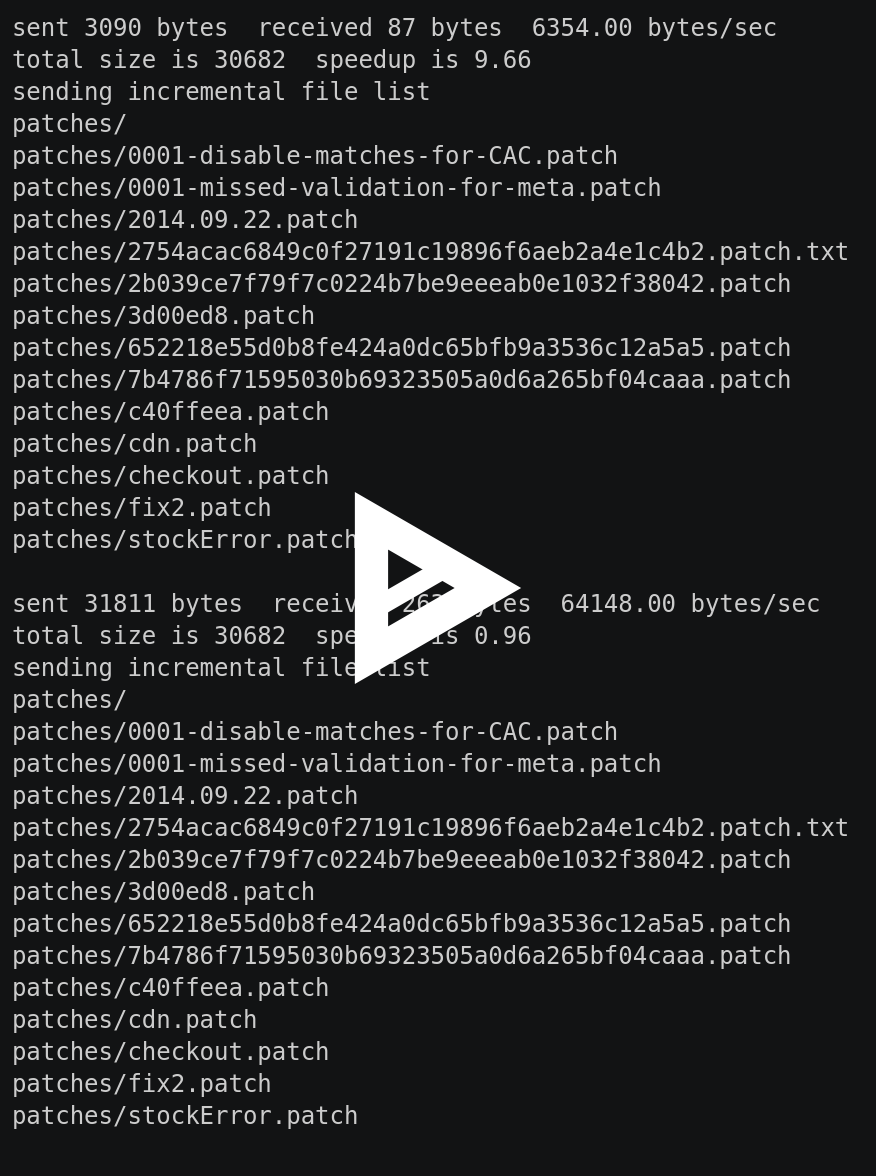 sent 3090 bytes  received 87 bytes  6354.00 bytes/sec
total size is 30682  speedup is 9.66
sending incremental file list
patches/
patches/0001-disable-matches-for-CAC.patch
patches/0001-missed-validation-for-meta.patch
patches/2014.09.22.patch
patches/2754acac6849c0f27191c19896f6aeb2a4e1c4b2.patch.txt
patches/2b039ce7f79f7c0224b7be9eeeab0e1032f38042.patch
patches/3d00ed8.patch
patches/652218e55d0b8fe424a0dc65bfb9a3536c12a5a5.patch
patches/7b4786f71595030b69323505a0d6a265bf04caaa.patch
patches/c40ffeea.patch
patches/cdn.patch
patches/checkout.patch
patches/fix2.patch
patches/stockError.patch
sent 31811 bytes  64148.00 bytes/sec
total size is 30682  is 0.96
sending incremental file list
patches/
patches/0001-disable-matches-for-CAC.patch
patches/0001-missed-validation-for-meta.patch
patches/2014.09.22.patch
patches/2754acac6849c0f27191c19896f6aeb2a4e1c4b2.patch.txt
patches/2b039ce7f79f7c0224b7be9eeeab0e1032f38042.patch
patches/3d00ed8.patch
patches/652218e55d0b8fe424a0dc65bfb9a3536c12a5a5.patch
patches/7b4786f71595030b69323505a0d6a265bf04caaa.patch
patches/c40ffeea.patch
patches/cdn.patch
patches/checkout.patch
patches/fix2.patch
patches/stockError.patch